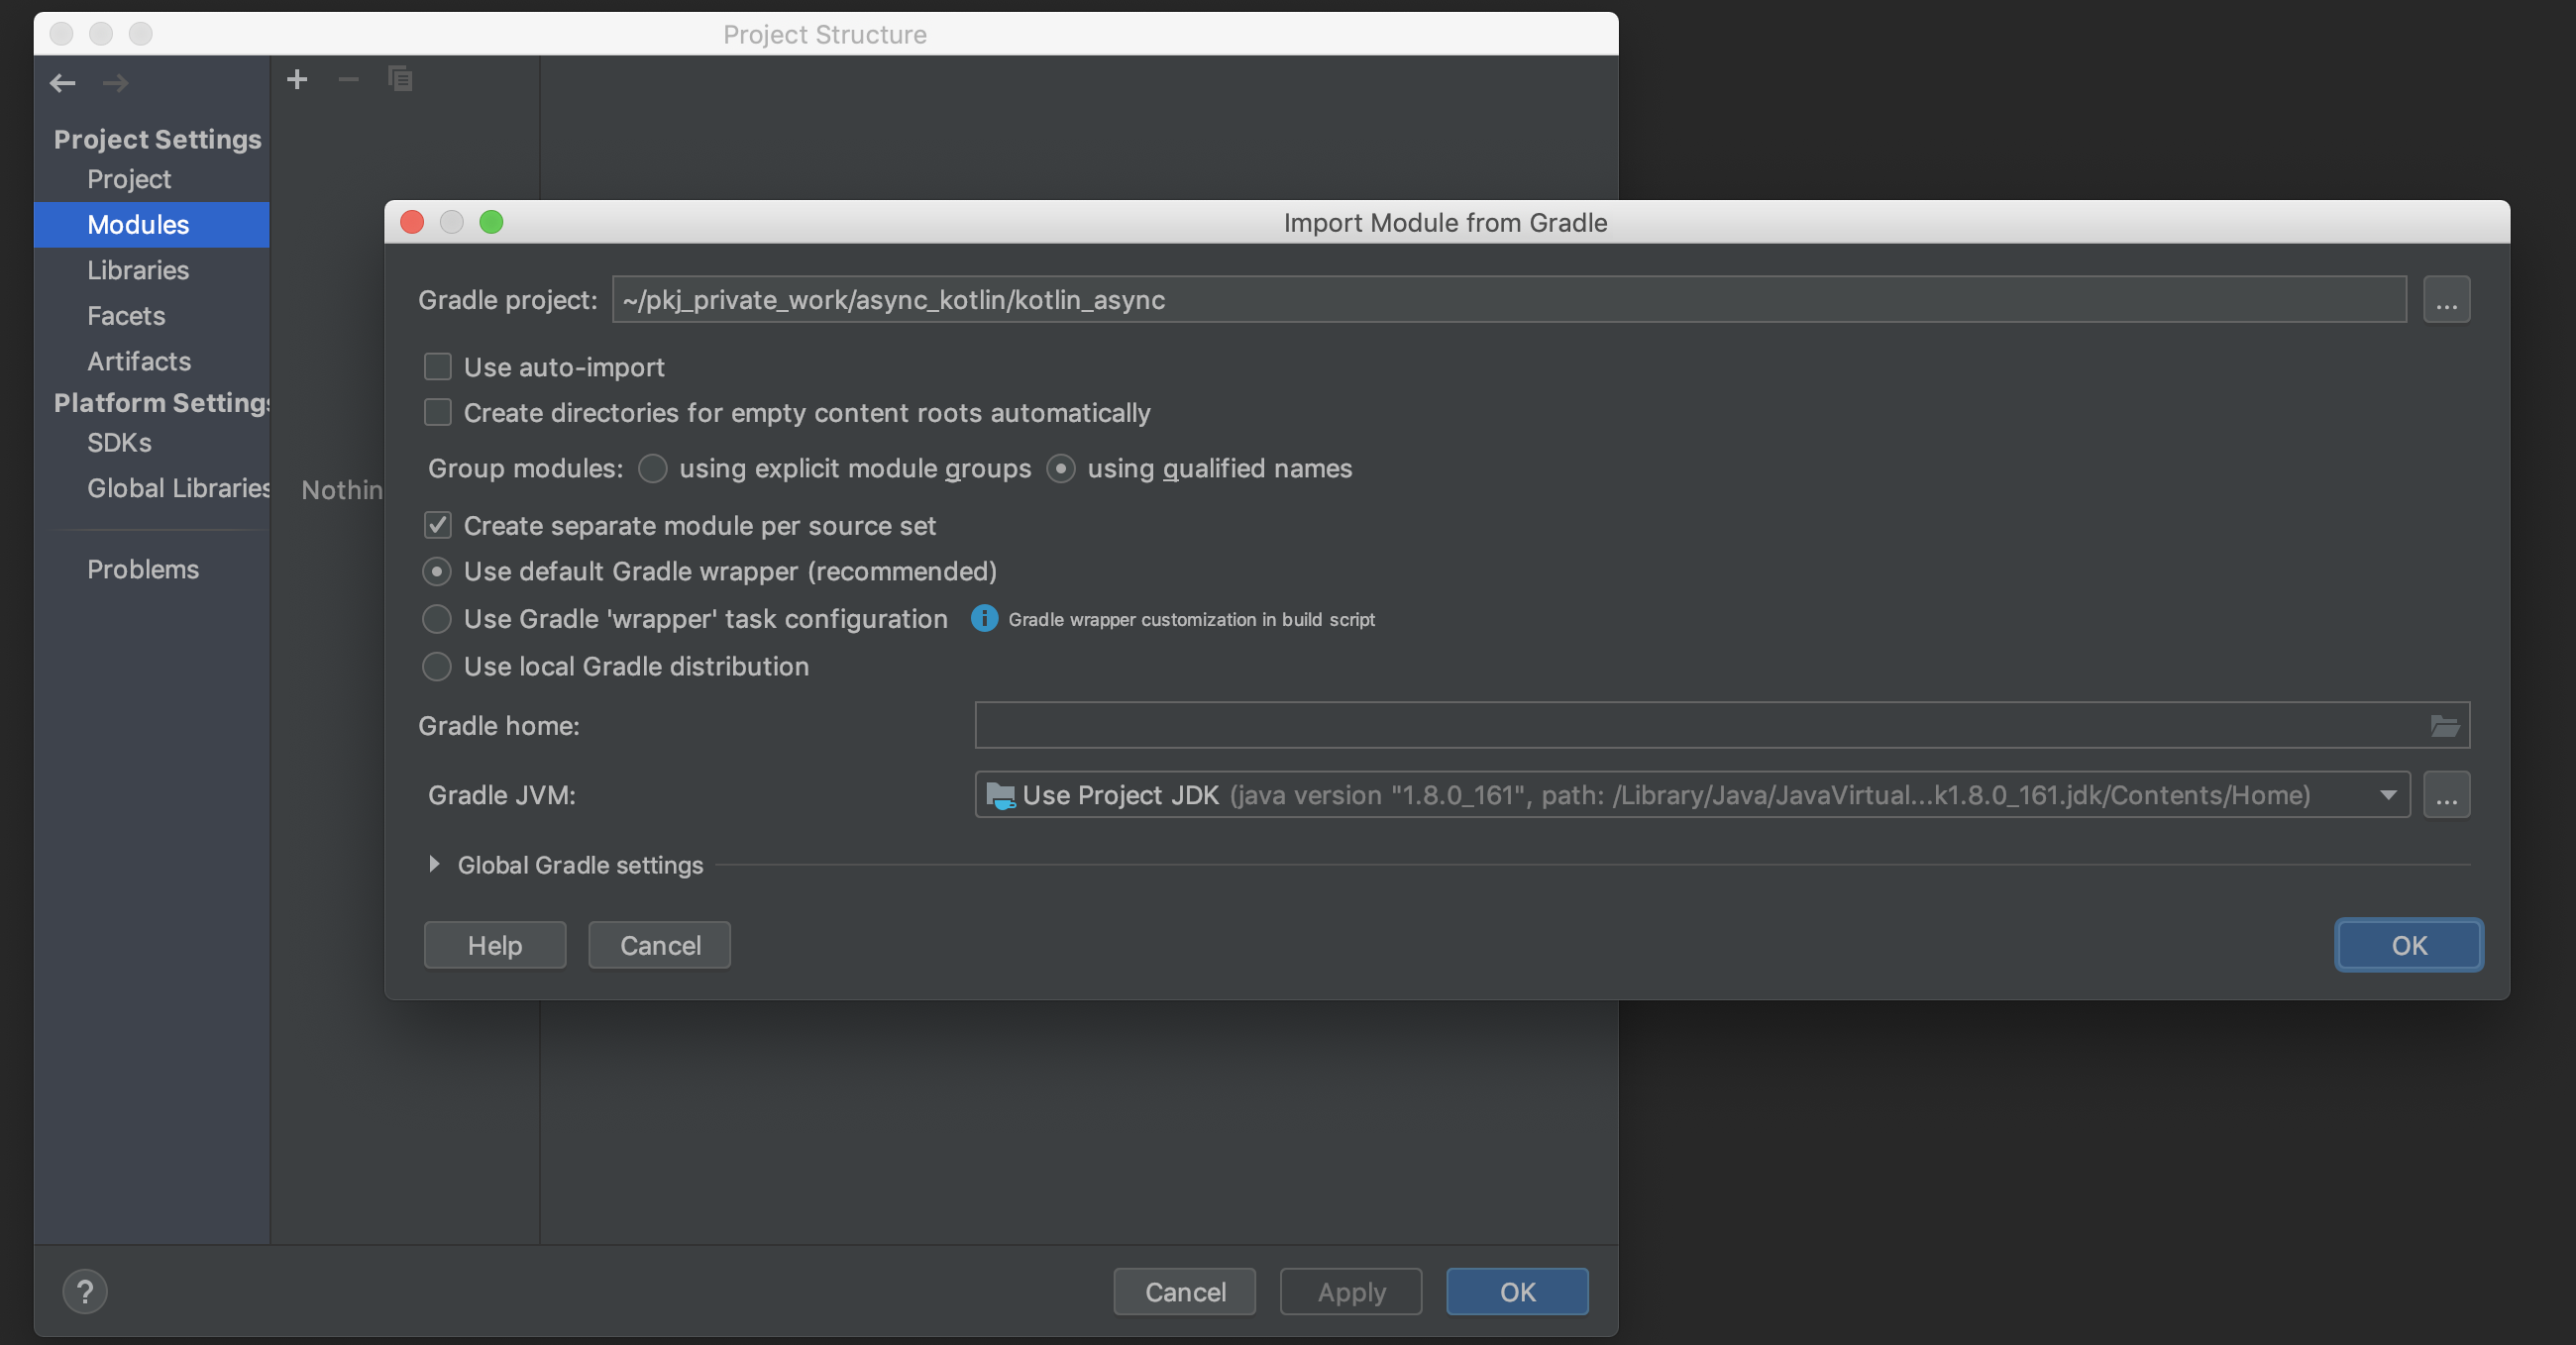 Project Structure
Project Settings
Project
Modules
Libraries
Facets
Artifacts
Platform Settings
SDKs
Global Libraries
Problems
Nothin
Import Module from Gradle
Gradle project: ~/pkj_private_work/async_kotlin/kotlin_async ...
Use auto-import
Create directories for empty content roots automatically
Group modules: using explicit module groups using qualified names
Create separate module per source set
Use default Gradle wrapper (recommended)
Use Gradle 'wrapper' task configuration Gradle wrapper customization in build script
Use local Gradle distribution
Gradle home:
Gradle JVM: Use Project JDK (java version "1.8.0_161", path: /Library/Java/JavaVirtual...k1.8.0_161.jdk/Contents/Home) ...
Global Gradle settings
Help Cancel OK
? Cancel Apply OK